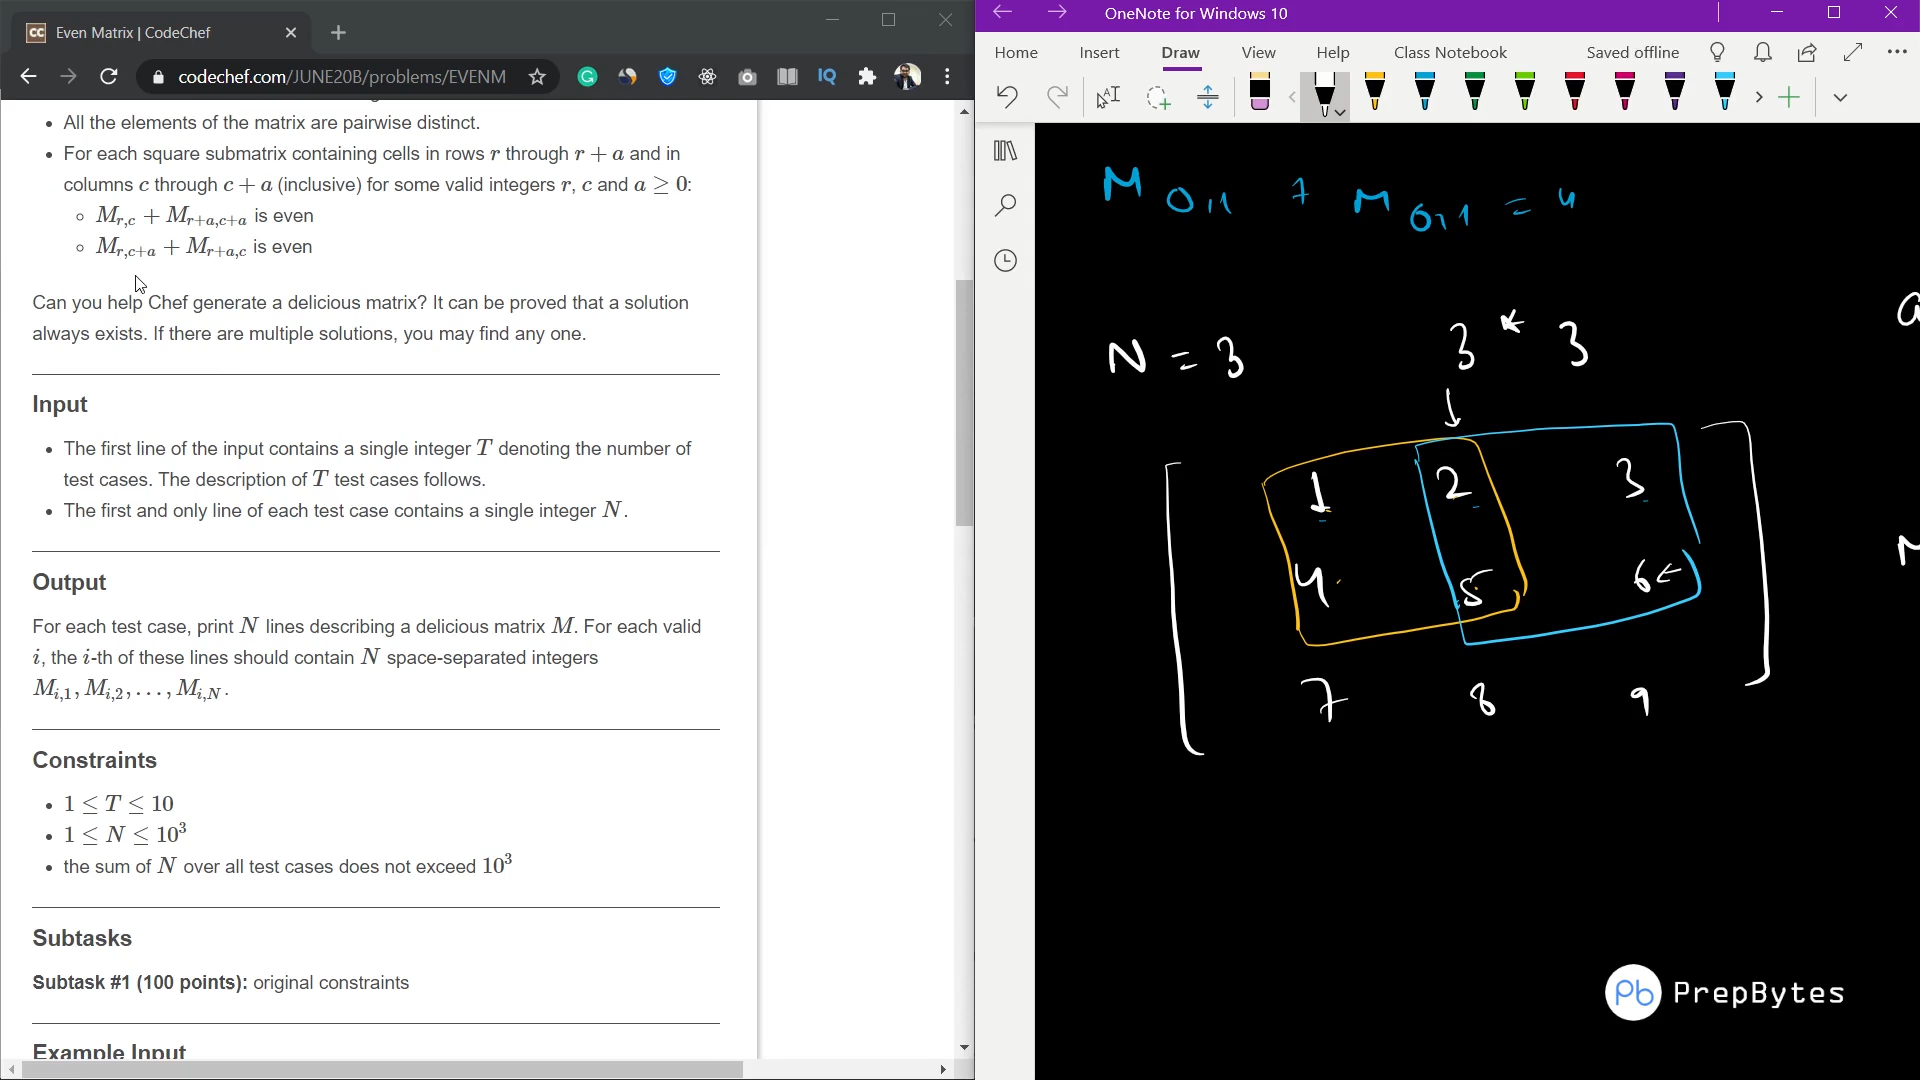 Even Matrix | CodeChef
codechef.com/JUNE20B/problems/EVENM
All the elements of the matrix are pairwise distinct.
For each square submatrix containing cells in rows r through r + a and in
columns c through c + a (inclusive) for some valid integers r, c and a ≥ 0:
M_{r,c} + M_{r+a,c+a} is even
M_{r,c+a} + M_{r+a,c} is even
Can you help Chef generate a delicious matrix? It can be proved that a solution
always exists. If there are multiple solutions, you may find any one.
Input
The first line of the input contains a single integer T denoting the number of
test cases. The description of T test cases follows.
The first and only line of each test case contains a single integer N.
Output
For each test case, print N lines describing a delicious matrix M. For each valid
i, the i-th of these lines should contain N space-separated integers
M_{i,1}, M_{i,2}, . . . , M_{i,N}.
Constraints
1 ≤ T ≤ 10
1 ≤ N ≤ 10³
the sum of N over all test cases does not exceed 10³
Subtasks
Subtask #1 (100 points): original constraints
Example Input
OneNote for Windows 10
Home Insert Draw View Help Class Notebook Saved offline
M 0,1 + M 0,1 = 4
N = 3 3 * 3
1 2 3
4 5 6
7 8 9
Pb PrepBytes